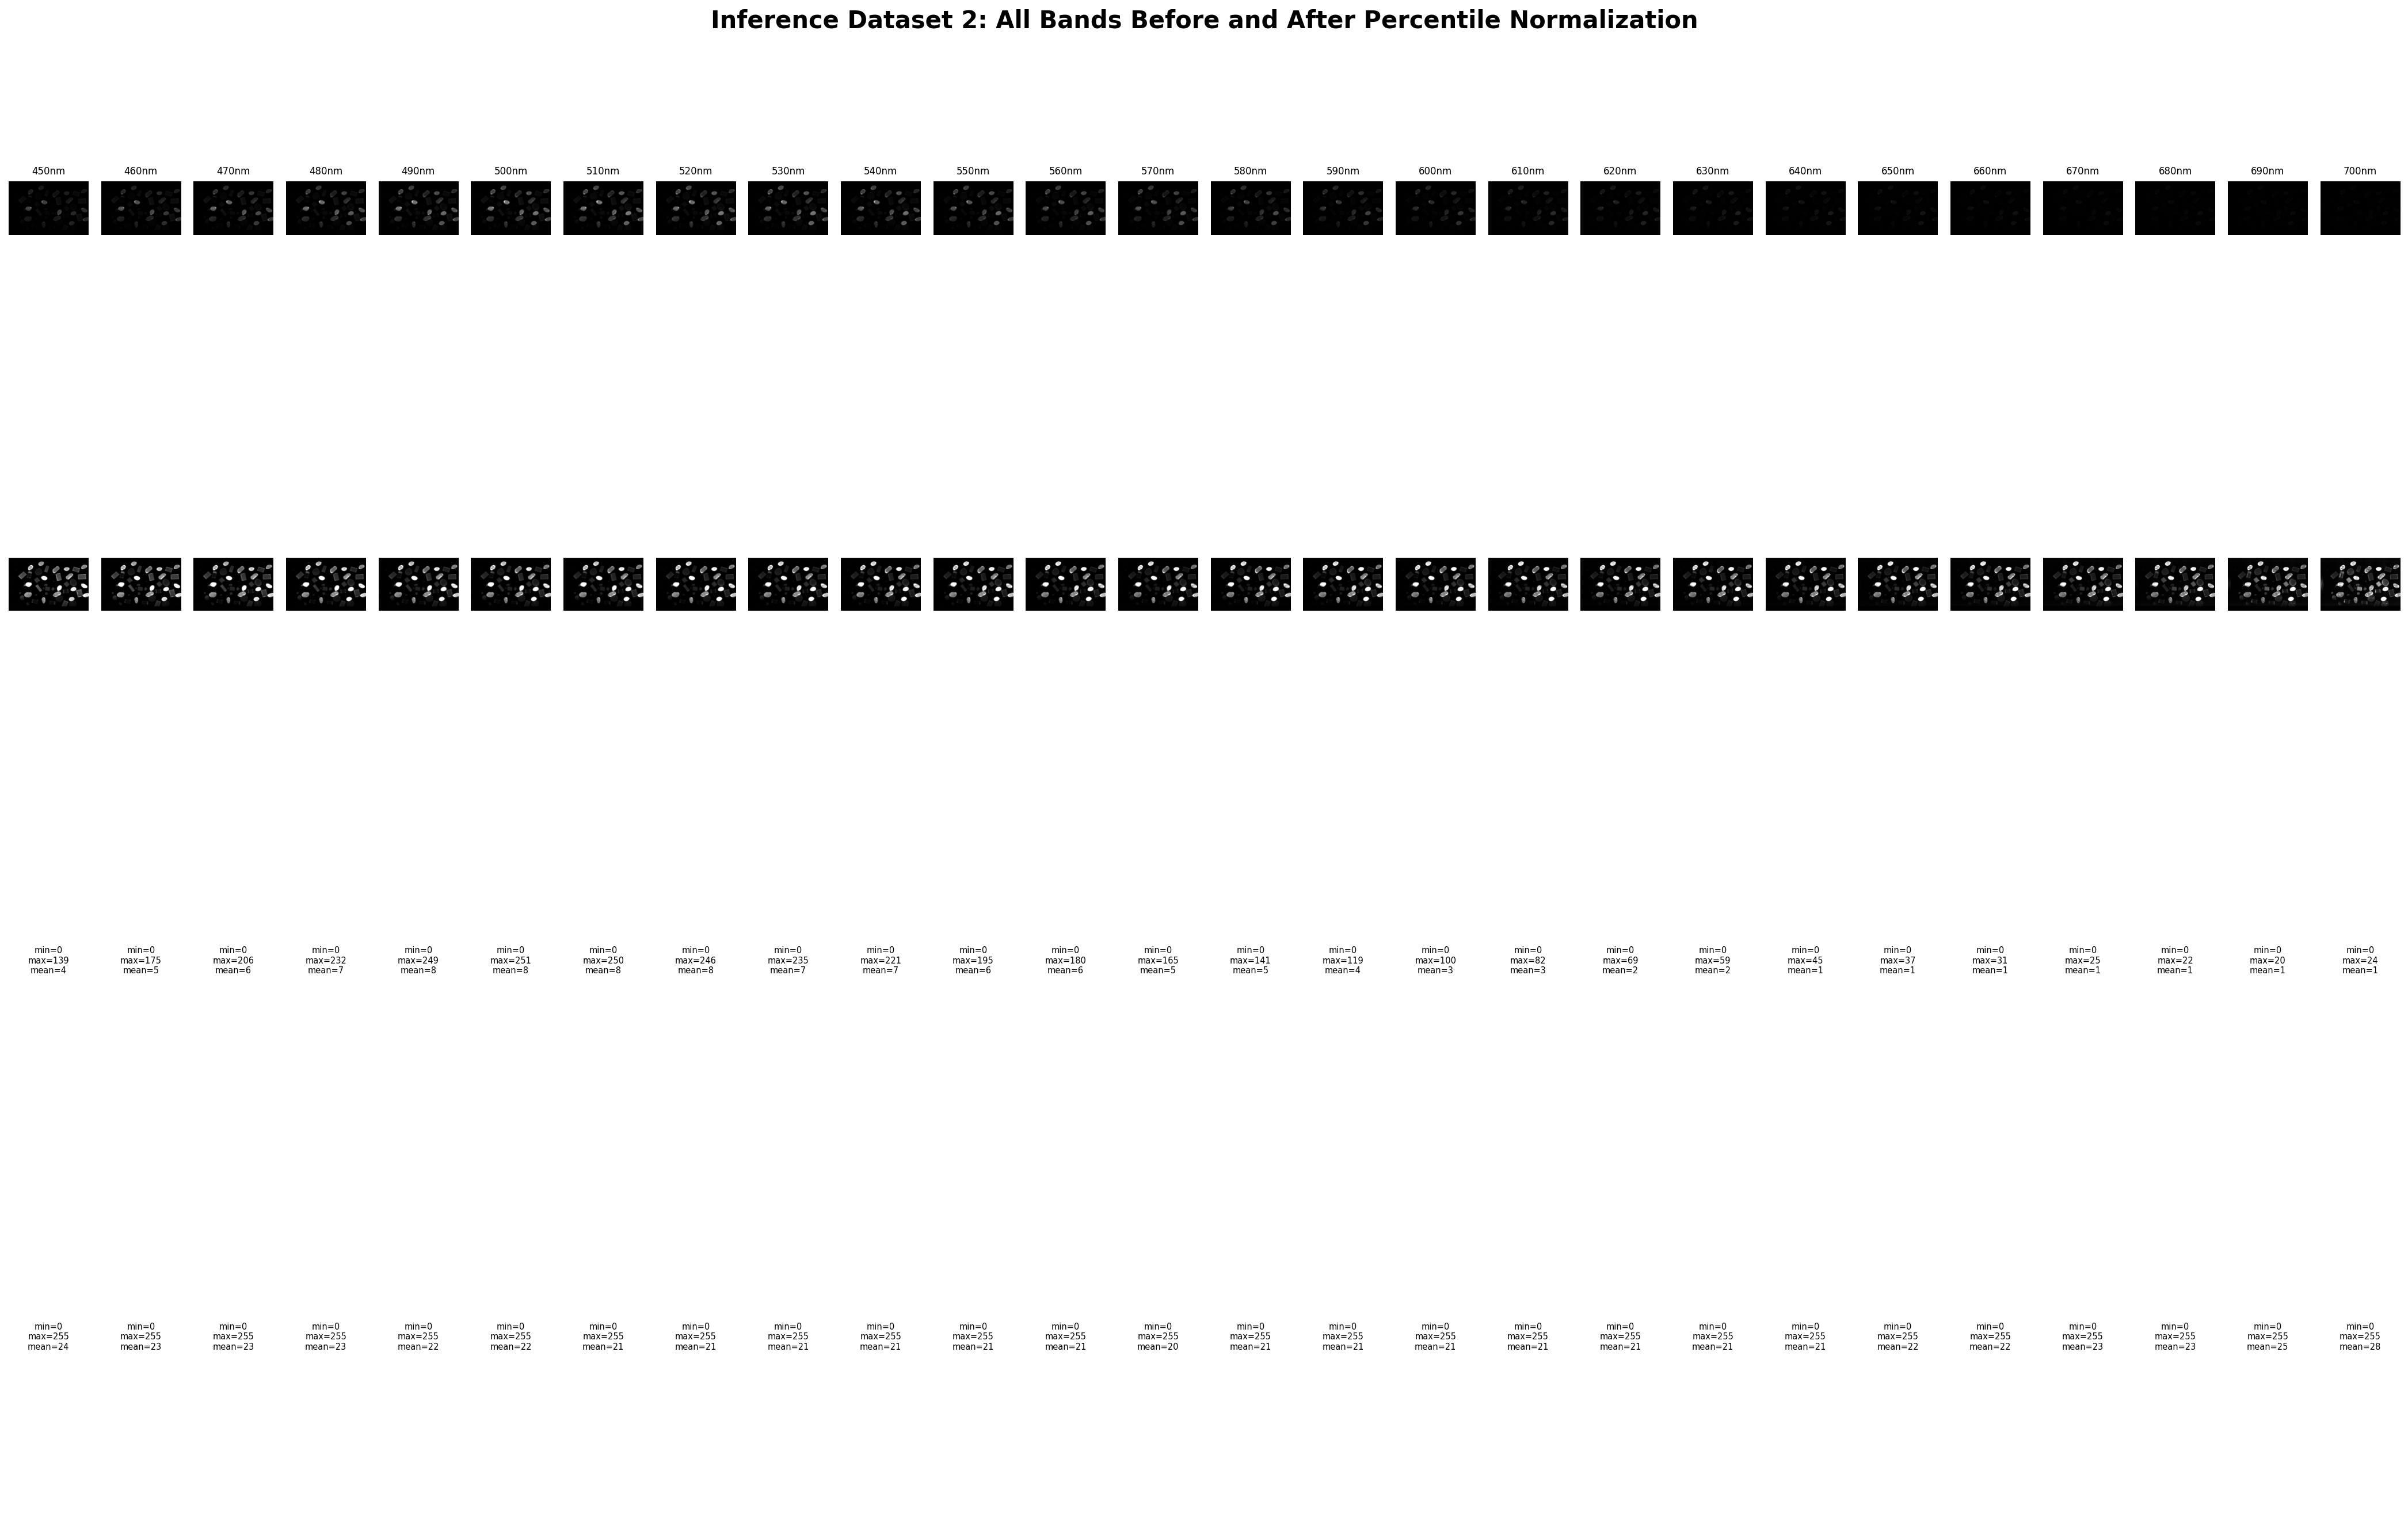 Inference Dataset 2: All Bands Before and After Percentile Normalization
450nm 460nm 470nm 480nm 490nm 500nm 510nm 520nm 530nm 540nm 550nm 560nm 570nm 580nm 590nm 600nm 610nm 620nm 630nm 640nm 650nm 660nm 670nm 680nm 690nm 700nm
min=0 min=0 min=0 min=0 min=0 min=0 min=0 min=0 min=0 min=0 min=0 min=0 min=0 min=0 min=0 min=0 min=0 min=0 min=0 min=0 min=0 min=0 min=0 min=0 min=0 min=0
max=139 max=175 max=206 max=232 max=249 max=251 max=250 max=246 max=235 max=221 max=195 max=180 max=165 max=141 max=119 max=100 max=82 max=69 max=59 max=45 max=37 max=31 max=25 max=22 max=20 max=24
mean=4 mean=5 mean=6 mean=7 mean=8 mean=8 mean=8 mean=8 mean=7 mean=7 mean=6 mean=6 mean=5 mean=5 mean=4 mean=3 mean=3 mean=2 mean=2 mean=1 mean=1 mean=1 mean=1 mean=1 mean=1 mean=1
min=0 min=0 min=0 min=0 min=0 min=0 min=0 min=0 min=0 min=0 min=0 min=0 min=0 min=0 min=0 min=0 min=0 min=0 min=0 min=0 min=0 min=0 min=0 min=0 min=0 min=0
max=255 max=255 max=255 max=255 max=255 max=255 max=255 max=255 max=255 max=255 max=255 max=255 max=255 max=255 max=255 max=255 max=255 max=255 max=255 max=255 max=255 max=255 max=255 max=255 max=255 max=255
mean=24 mean=23 mean=23 mean=23 mean=22 mean=22 mean=21 mean=21 mean=21 mean=21 mean=21 mean=21 mean=20 mean=21 mean=21 mean=21 mean=21 mean=21 mean=21 mean=21 mean=22 mean=22 mean=23 mean=23 mean=25 mean=28